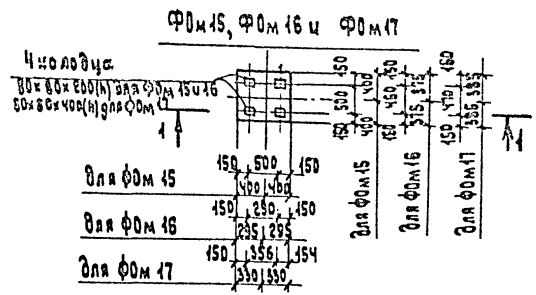 ФОм 15, ФОм 16 и ФОм 17
4 колодца
80х80х600(h) для ФОм 15 и 16
80х80х400(h) для ФОм 17
1
1
150 500 150
для ФОм 15
400 400
150 290 150
для ФОм 16
295 295
150 356 154
для ФОм 17
330 330
150 500 150
400 400
для ФОм 15
150 450 150
375 375
для ФОм 16
150 470 150
385 385
для ФОм 17